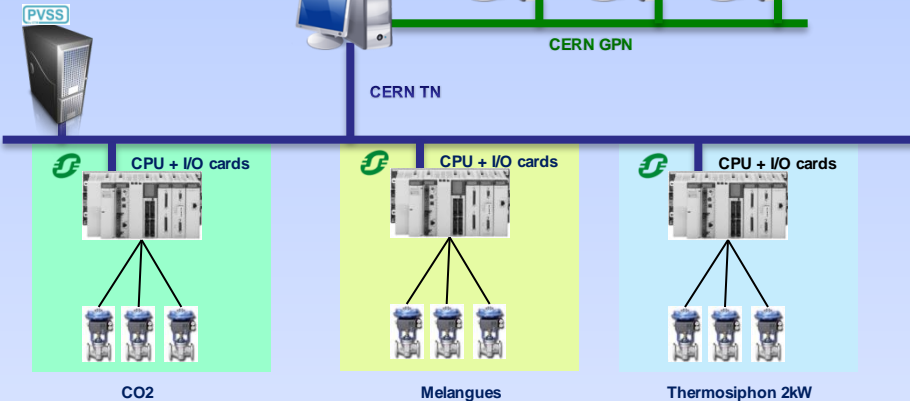 PVSS
CERN GPN
CERN TN
CPU + I/O cards
CPU + I/O cards
CPU + I/O cards
CO2
Melangues
Thermosiphon 2kW